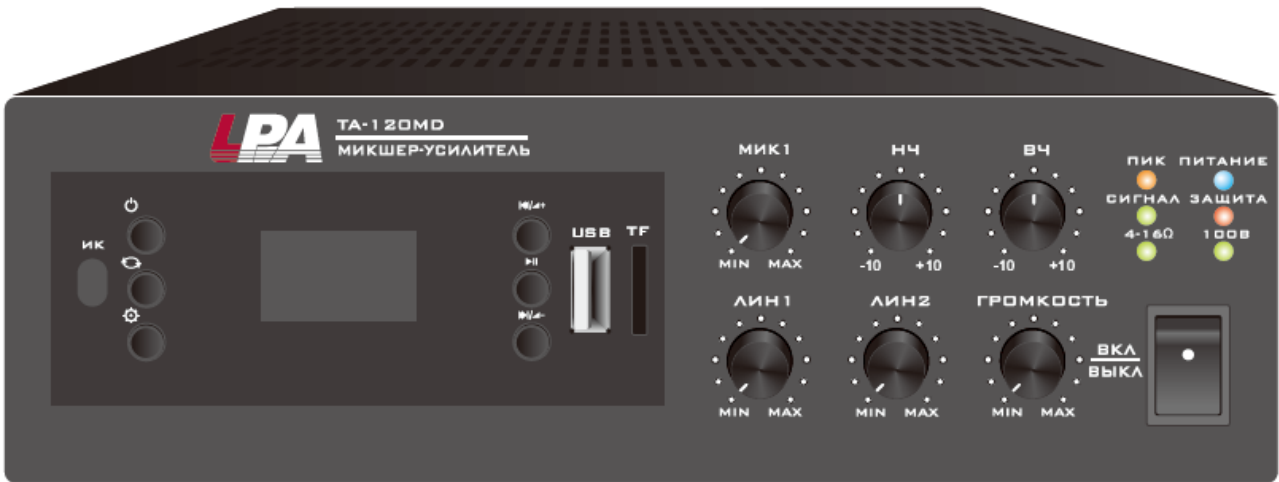 LPA TA-120MD
МИКШЕР-УСИЛИТЕЛЬ
ИК
USB TF
МИК1 НЧ ВЧ
MIN MAX -10 +10 -10 +10
ПИК ПИТАНИЕ
СИГНАЛ ЗАЩИТА
4-16Ω 100В
ЛИН1 ЛИН2 ГРОМКОСТЬ
MIN MAX MIN MAX MIN MAX
ВКЛ
ВЫКЛ